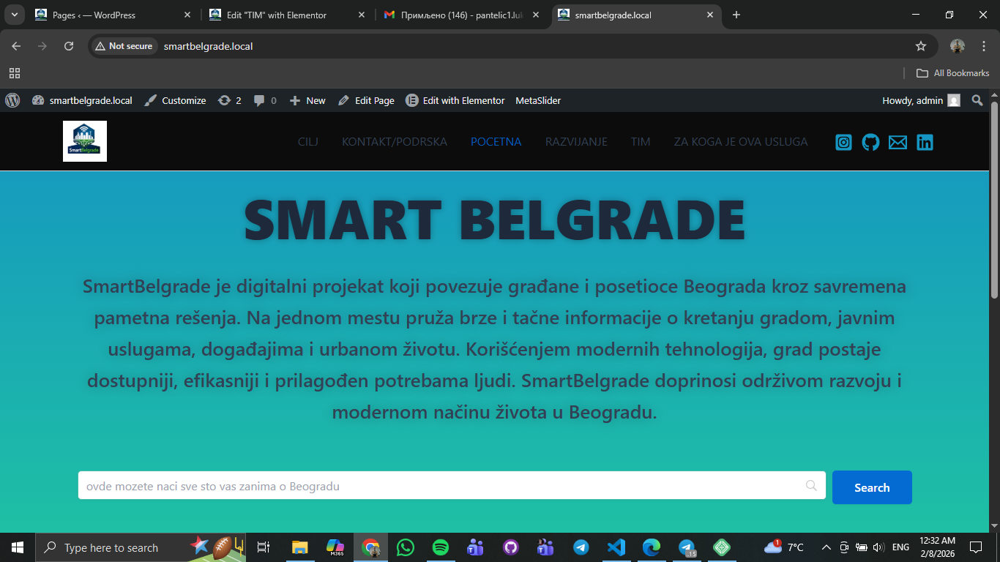 Pages ‹ — WordPress
Edit "TIM" with Elementor
Примљено (146) - pantelic1.luk
smartbelgrade.local
Not secure
smartbelgrade.local
All Bookmarks
smartbelgrade.local
Customize
2
0
New
Edit Page
Edit with Elementor
MetaSlider
Howdy, admin
SmartBelgrade
CILJ
KONTAKT/PODRSKA
POCETNA
RAZVIJANJE
TIM
ZA KOGA JE OVA USLUGA
SMART BELGRADE
SmartBelgrade je digitalni projekat koji povezuje građane i posetioce Beograda kroz savremena
pametna rešenja. Na jednom mestu pruža brze i tačne informacije o kretanju gradom, javnim
uslugama, događajima i urbanom životu. Korišćenjem modernih tehnologija, grad postaje
dostupniji, efikasniji i prilagođen potrebama ljudi. SmartBelgrade doprinosi održivom razvoju i
modernom načinu života u Beogradu.
ovde mozete naci sve sto vas zanima o Beogradu
Search
Type here to search
M365
15
1
7°C
ENG
12:32 AM
2/8/2026